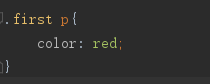 .first p{
    color: red;
}